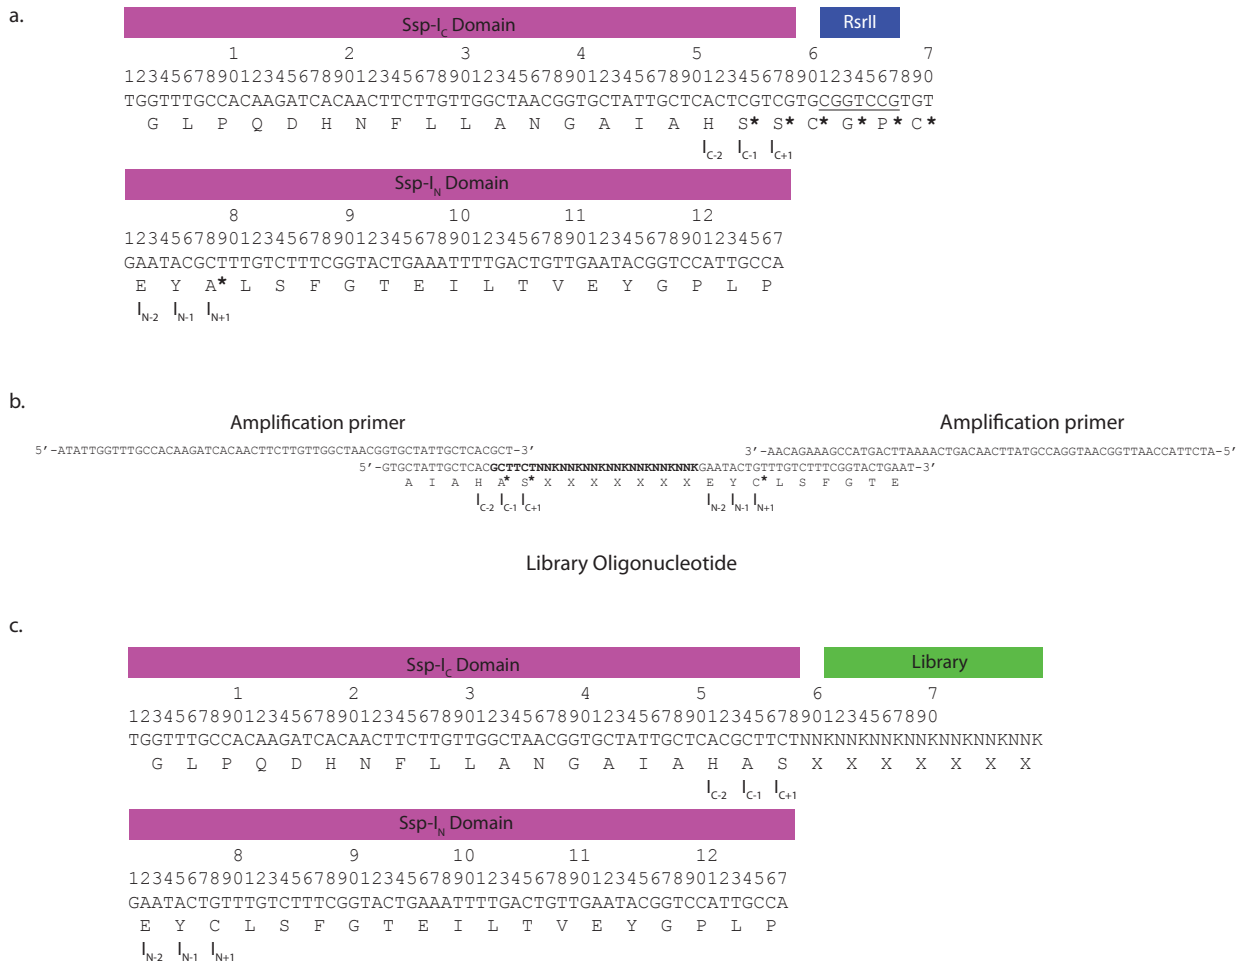 a.
Ssp-IC Domain RsrII
1 2 3 4 5 6 7
1234567890123456789012345678901234567890123456789012345678901234567890
TGGTTTGCCACAAGATCACAACTTCTTGTTGGCTAACGGTGCTATTGCTCACTCGTCGTGCGGTCCGTGT
G L P Q D H N F L L A N G A I A H S* S* C* G* P* C*
IC-2 IC-1 IC+1
Ssp-IN Domain
8 9 10 11 12
123456789012345678901234567890123456789012345678901234567
GAATACGCTTTGTCTTTCGGTACTGAAATTTTGACTGTTGAATACGGTCCATTGCCA
E Y A* L S F G T E I L T V E Y G P L P
IN-2 IN-1 IN+1
b.
Amplification primer Amplification primer
5’-ATATTGGTTTGCCACAAGATCACAACTTCTTGTTGGCTAACGGTGCTATTGCTCACGCT-3’ 3’-AACAGAAAGCCATGACTTAAAACTGACAACTTATGCCAGGTAACGGTTAACCATTCTA-5’
5’-GTGCTATTGCTCACGCTTCTNNKNNKNNKNNKNNKNNKNNKGAATACTGTTTGTCTTTCGGTACTGAAT-3’
A I A H A* S* X X X X X X X E Y C* L S F G T E
IC-2 IC-1 IC+1 IN-2 IN-1 IN+1
Library Oligonucleotide
c.
Ssp-IC Domain Library
1 2 3 4 5 6 7
1234567890123456789012345678901234567890123456789012345678901234567890
TGGTTTGCCACAAGATCACAACTTCTTGTTGGCTAACGGTGCTATTGCTCACGCTTCTNNKNNKNNKNNKNNKNNKNNK
G L P Q D H N F L L A N G A I A H A S X X X X X X X
IC-2 IC-1 IC+1
Ssp-IN Domain
8 9 10 11 12
123456789012345678901234567890123456789012345678901234567
GAATACTGTTTGTCTTTCGGTACTGAAATTTTGACTGTTGAATACGGTCCATTGCCA
E Y C L S F G T E I L T V E Y G P L P
IN-2 IN-1 IN+1